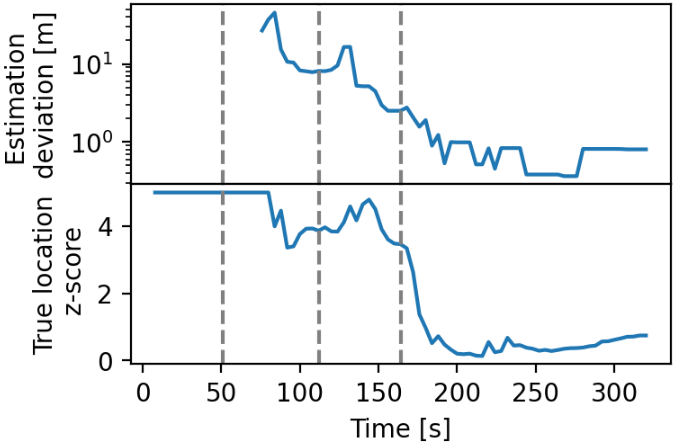 Estimation
deviation [m]
10¹
10⁰
True location
z-score
4
2
0
0 50 100 150 200 250 300
Time [s]